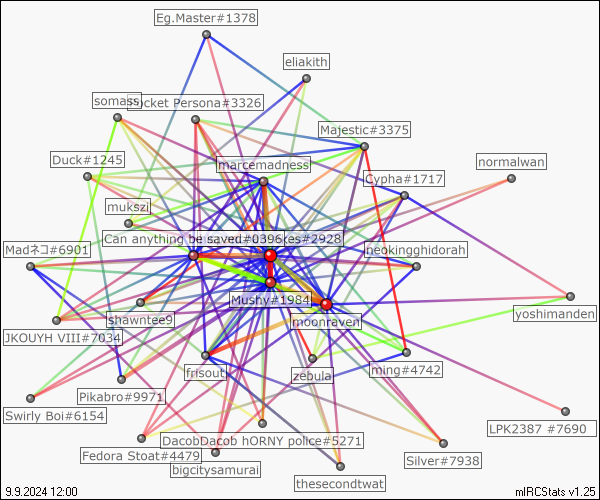 Eg.Master#1378
eliakith
somass
ocket Persona#3326
Majestic#3375
Duck#1245
marcemadness
normalwan
Cypha#1717
mukszi
Can anything be saved#0396
kes#2928
Madネコ#6901
neokingghidorah
Mushy#1984
shawntee9
moonraven
yoshimanden
JKOUYH VIII#7034
frisout
zebula
ming#4742
Pikabro#9971
Swirly Boi#6154
LPK2387 #7690
DacobDacob hORNY police#5271
Fedora Stoat#4479
Silver#7938
bigcitysamurai
thesecondtwat
9.9.2024 12:00
mIRCStats v1.25